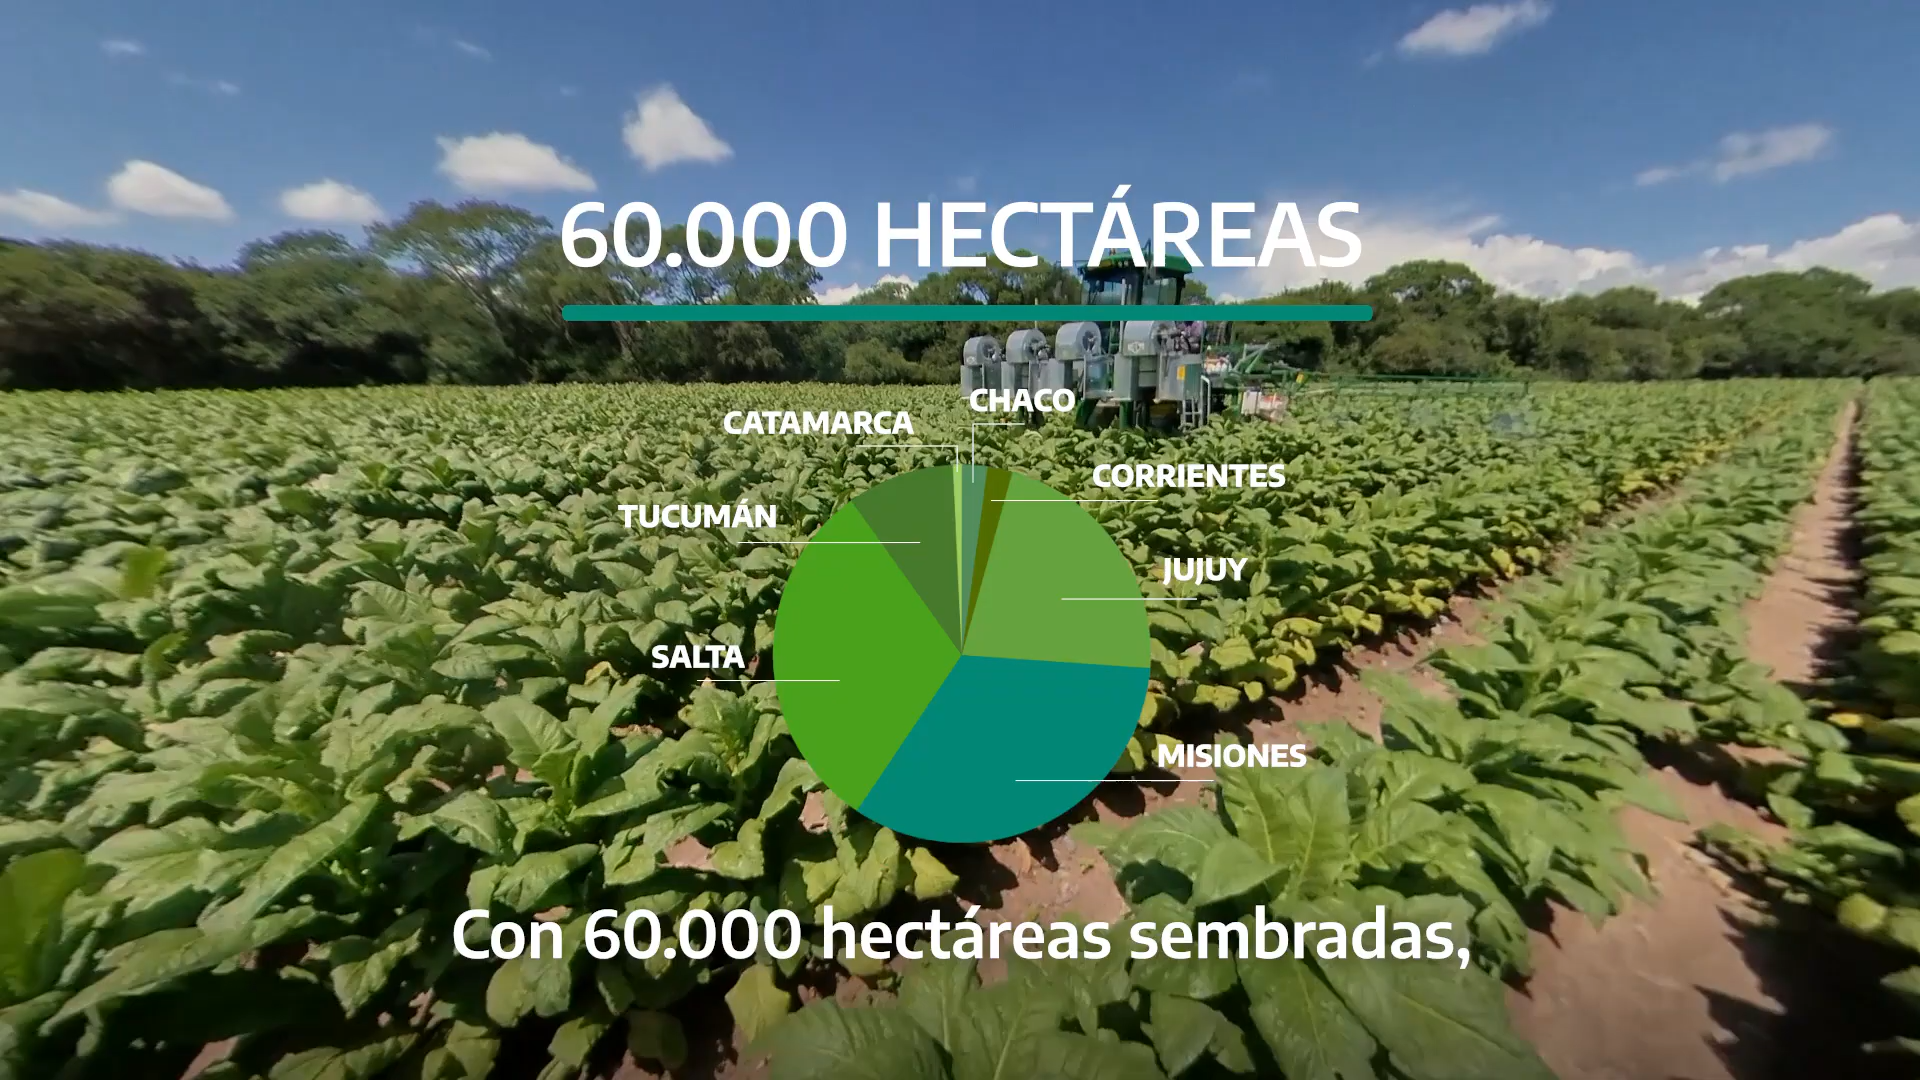 60.000 HECTÁREAS
CHACO
CATAMARCA
CORRIENTES
TUCUMÁN
JUJUY
SALTA
MISIONES
Con 60.000 hectáreas sembradas,